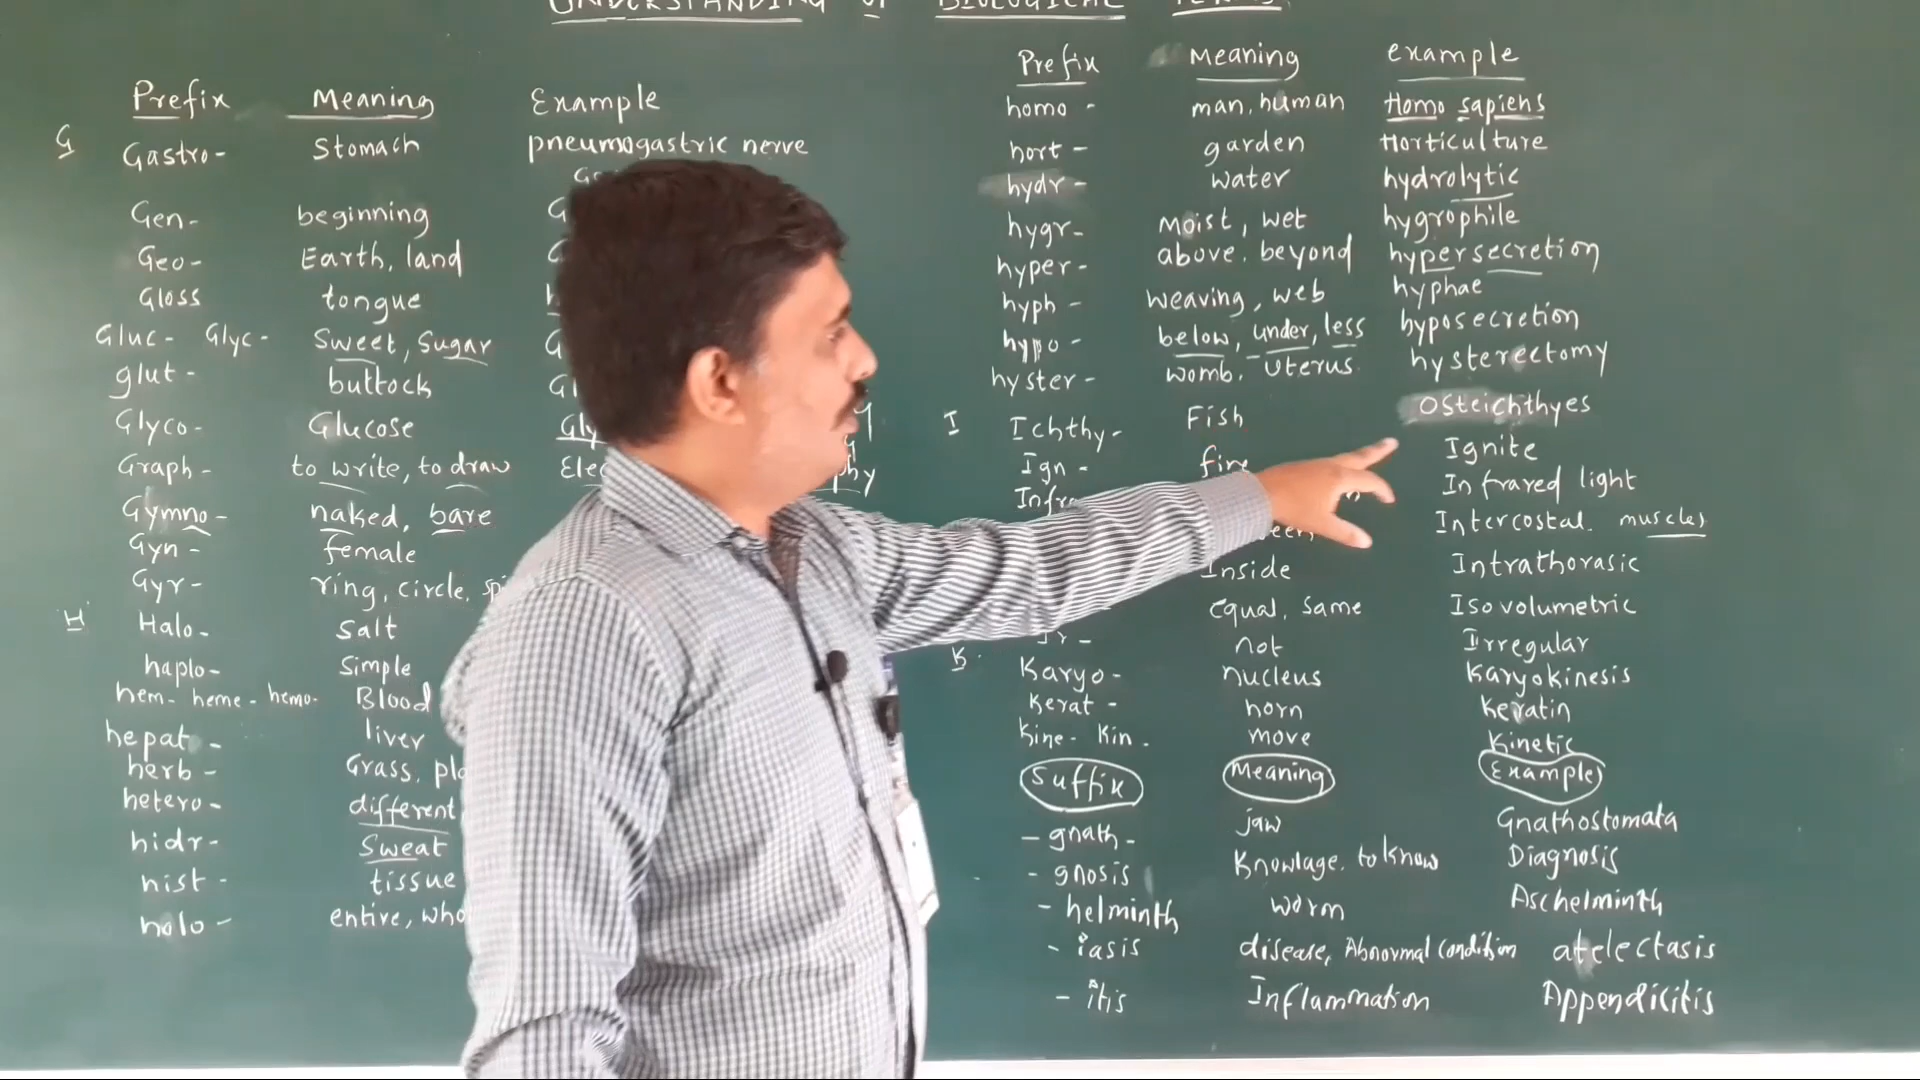 UNDERSTANDING OF BIOLOGICAL TERMS
Prefix Meaning Example
G Gastro- Stomach pneumogastric nerve
Gen- beginning
Geo- Earth, land
Gloss tongue
Gluc- Glyc- Sweet, Sugar
glut- buttock
Glyco- Glucose
Graph- to write, to draw
Gymno- naked, bare
Gyn- female
Gyr- ring, circle,
H Halo- Salt
haplo- Simple
hem- heme- hemo- Blood
hepat- liver
herb- Grass,
hetero- different
hidr- Sweat
hist- tissue
holo- entire,
Prefix Meaning example
homo- man, human Homo sapiens
hort- garden Horticulture
hydr- water hydrolytic
hygr- Moist, wet hygrophile
hyper- above, beyond hypersecretion
hyph- weaving, web hyphae
hypo- below, under, less hyposecretion
hyster- womb, uterus hysterectomy
I Ichthy- Fish Osteichthyes
Ign- fire Ignite
Infrared light
Intercostal muscles
Inside Intrathorasic
equal, Same Isovolumetric
Ir- not Irregular
K Karyo- nucleus Karyokinesis
Kerat- horn Keratin
Kine- Kin- move Kinetic
Suffix Meaning Example
- gnath- jaw Gnathostomata
- gnosis Knowlage, to know Diagnosis
- helminth worm Aschelminth
- iasis disease, Abnormal Condition atelectasis
- itis Inflammation Appendicitis